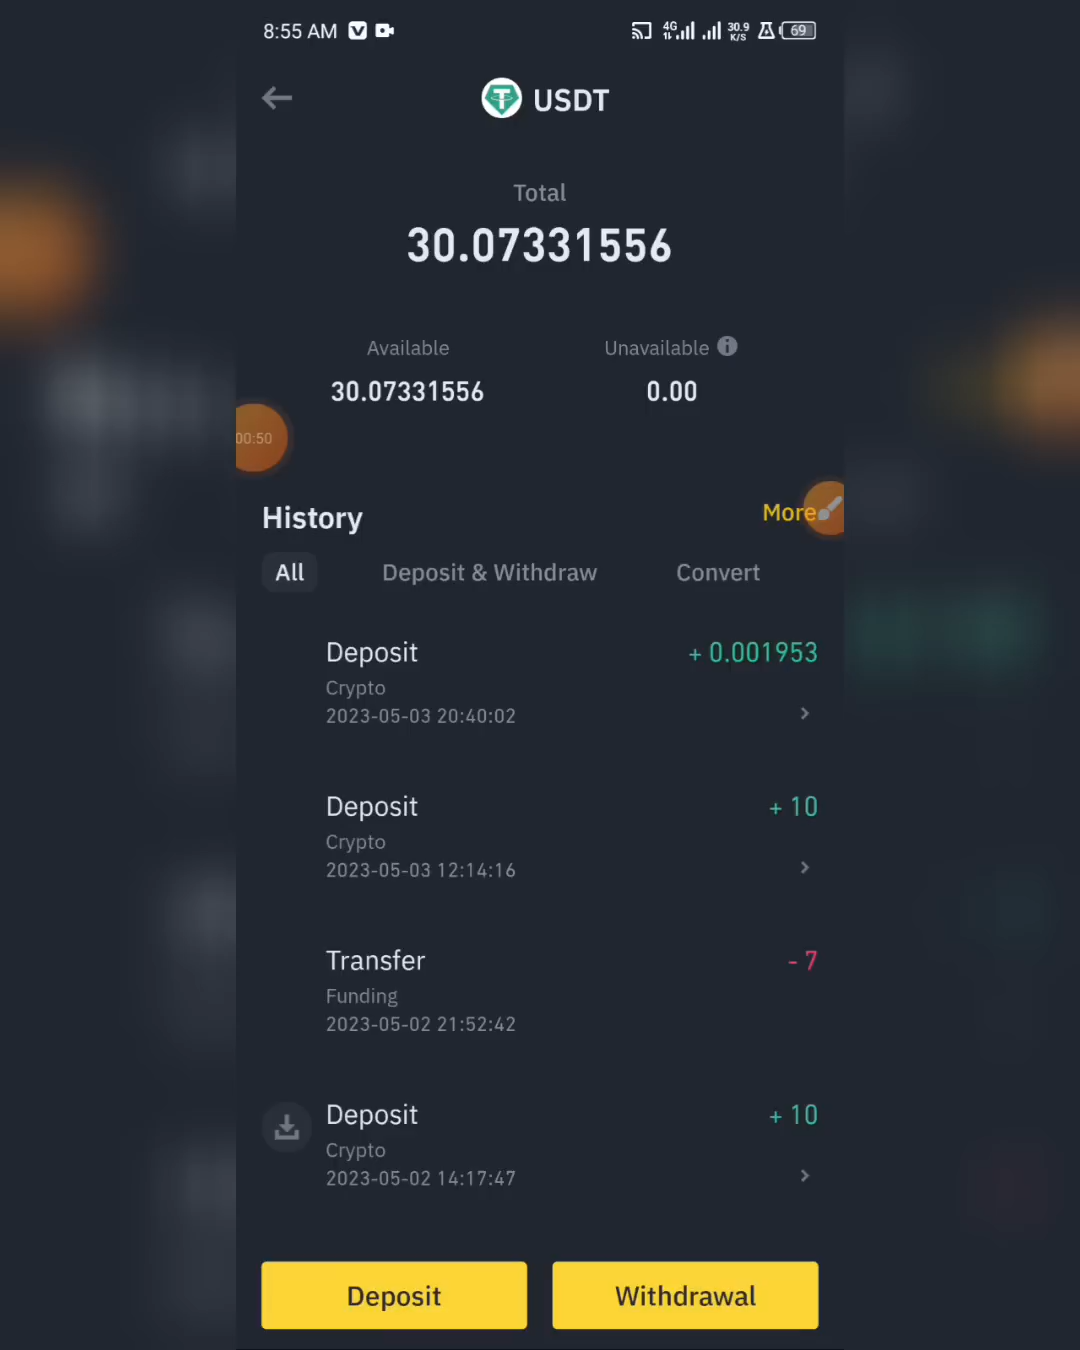 8:55 AM
4G
30.9
K/S
69
USDT
Total
30.07331556
Available
Unavailable
30.07331556
0.00
00:50
History
More
All
Deposit & Withdraw
Convert
Deposit
+ 0.001953
Crypto
2023-05-03 20:40:02
Deposit
+ 10
Crypto
2023-05-03 12:14:16
Transfer
- 7
Funding
2023-05-02 21:52:42
Deposit
+ 10
Crypto
2023-05-02 14:17:47
Deposit
Withdrawal